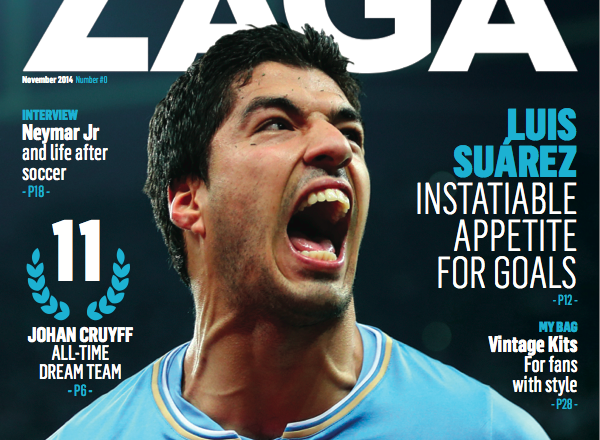 ZAGA
November 2014 Number #0
INTERVIEW
Neymar Jr
and life after
soccer
- P18 -
11
JOHAN CRUYFF
ALL-TIME
DREAM TEAM
- P6 -
LUIS
SUÁREZ
INSTATIABLE
APPETITE
FOR GOALS
- P12 -
MY BAG
Vintage Kits
For fans
with style
- P28 -